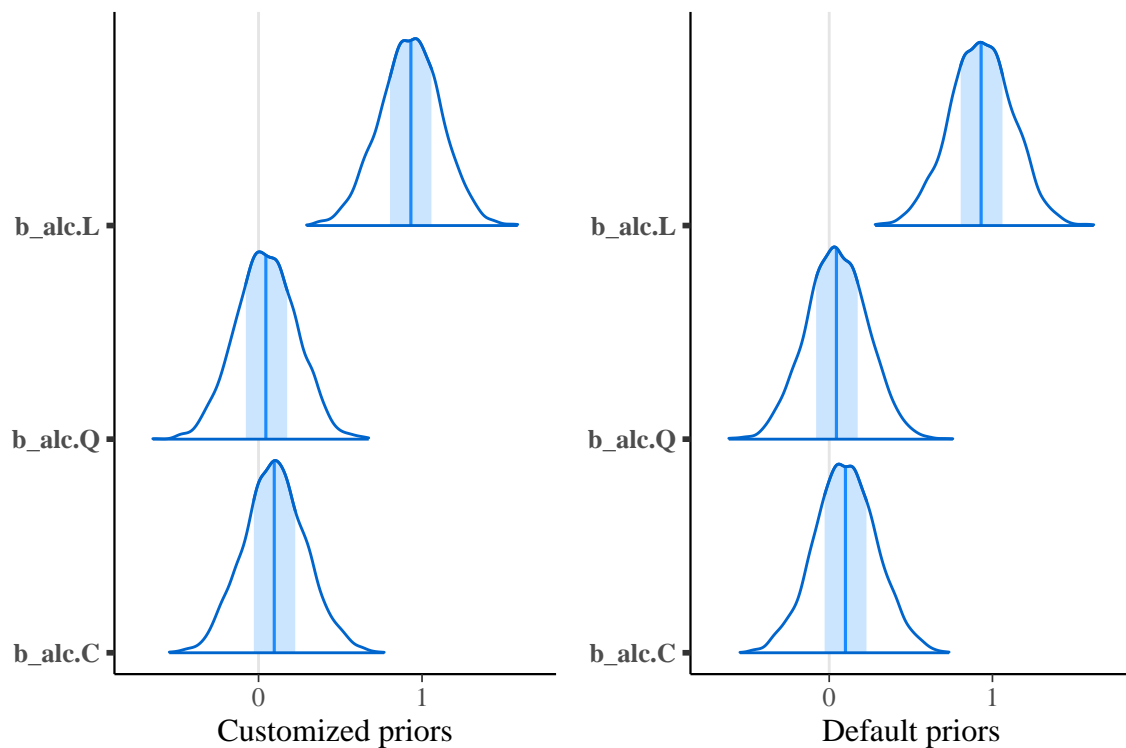 b_alc.L
b_alc.Q
b_alc.C
0 1
Customized priors
b_alc.L
b_alc.Q
b_alc.C
0 1
Default priors